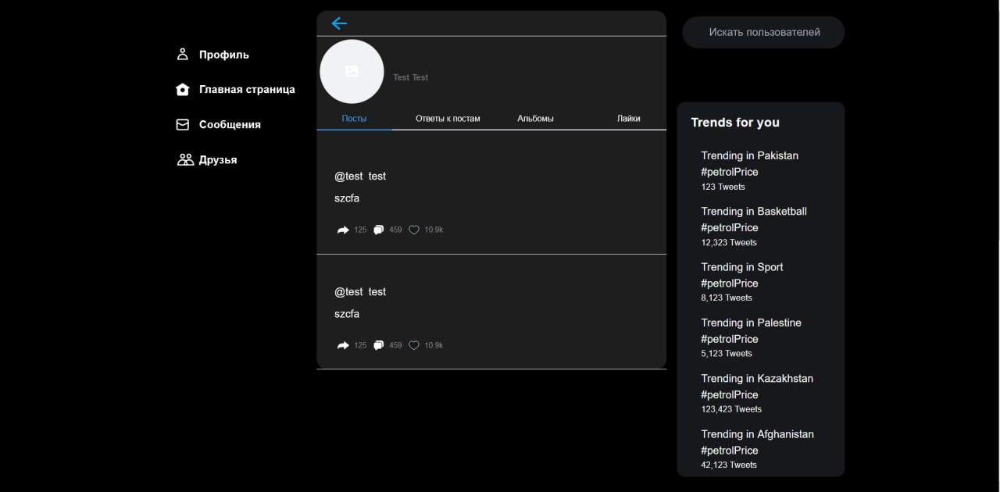 Профиль
Главная страница
Сообщения
Друзья
Test Test
Посты Ответы к постам Альбомы Лайки
@test test
szcfa
125 459 10.9k
@test test
szcfa
125 459 10.9k
Искать пользователей
Trends for you
Trending in Pakistan
#petrolPrice
123 Tweets
Trending in Basketball
#petrolPrice
12,323 Tweets
Trending in Sport
#petrolPrice
8,123 Tweets
Trending in Palestine
#petrolPrice
5,123 Tweets
Trending in Kazakhstan
#petrolPrice
123,423 Tweets
Trending in Afghanistan
#petrolPrice
42,123 Tweets